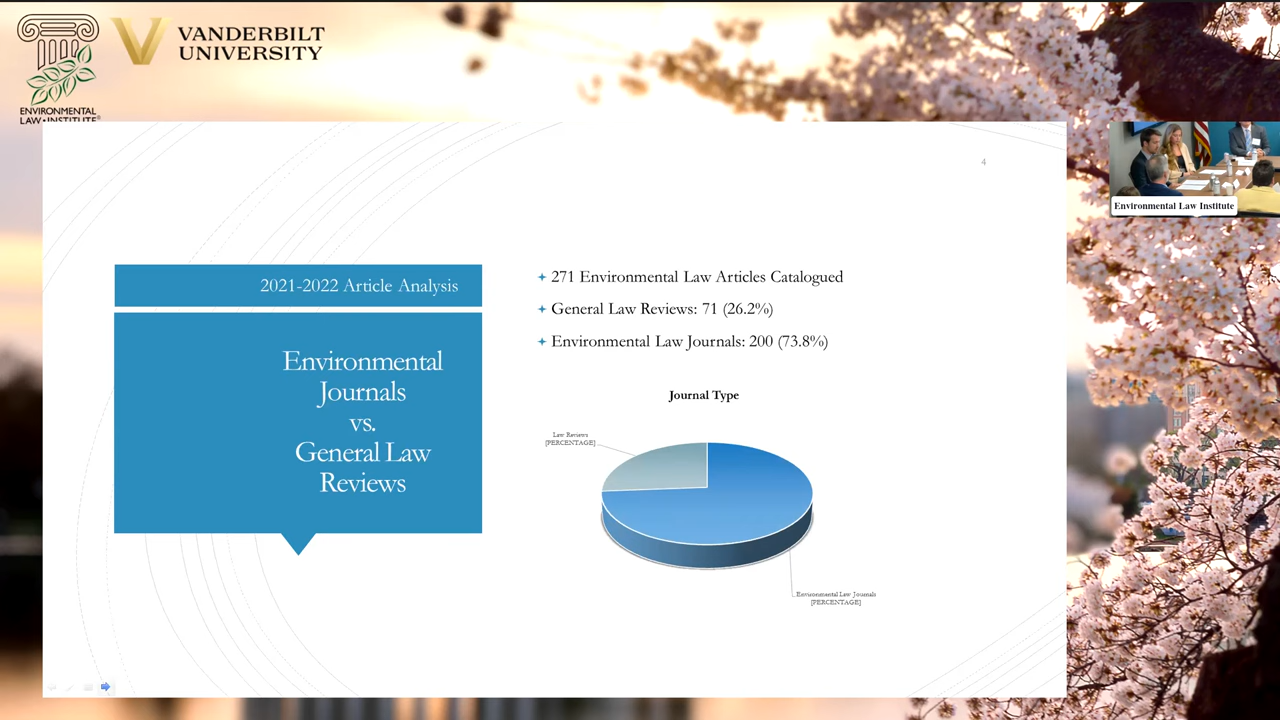 VANDERBILT
UNIVERSITY
ENVIRONMENTAL
LAW•INSTITUTE®
4
Environmental Law Institute
2021-2022 Article Analysis
Environmental
Journals
vs.
General Law
Reviews
271 Environmental Law Articles Catalogued
General Law Reviews: 71 (26.2%)
Environmental Law Journals: 200 (73.8%)
Journal Type
Law Reviews
[PERCENTAGE]
Environmental Law Journals
[PERCENTAGE]